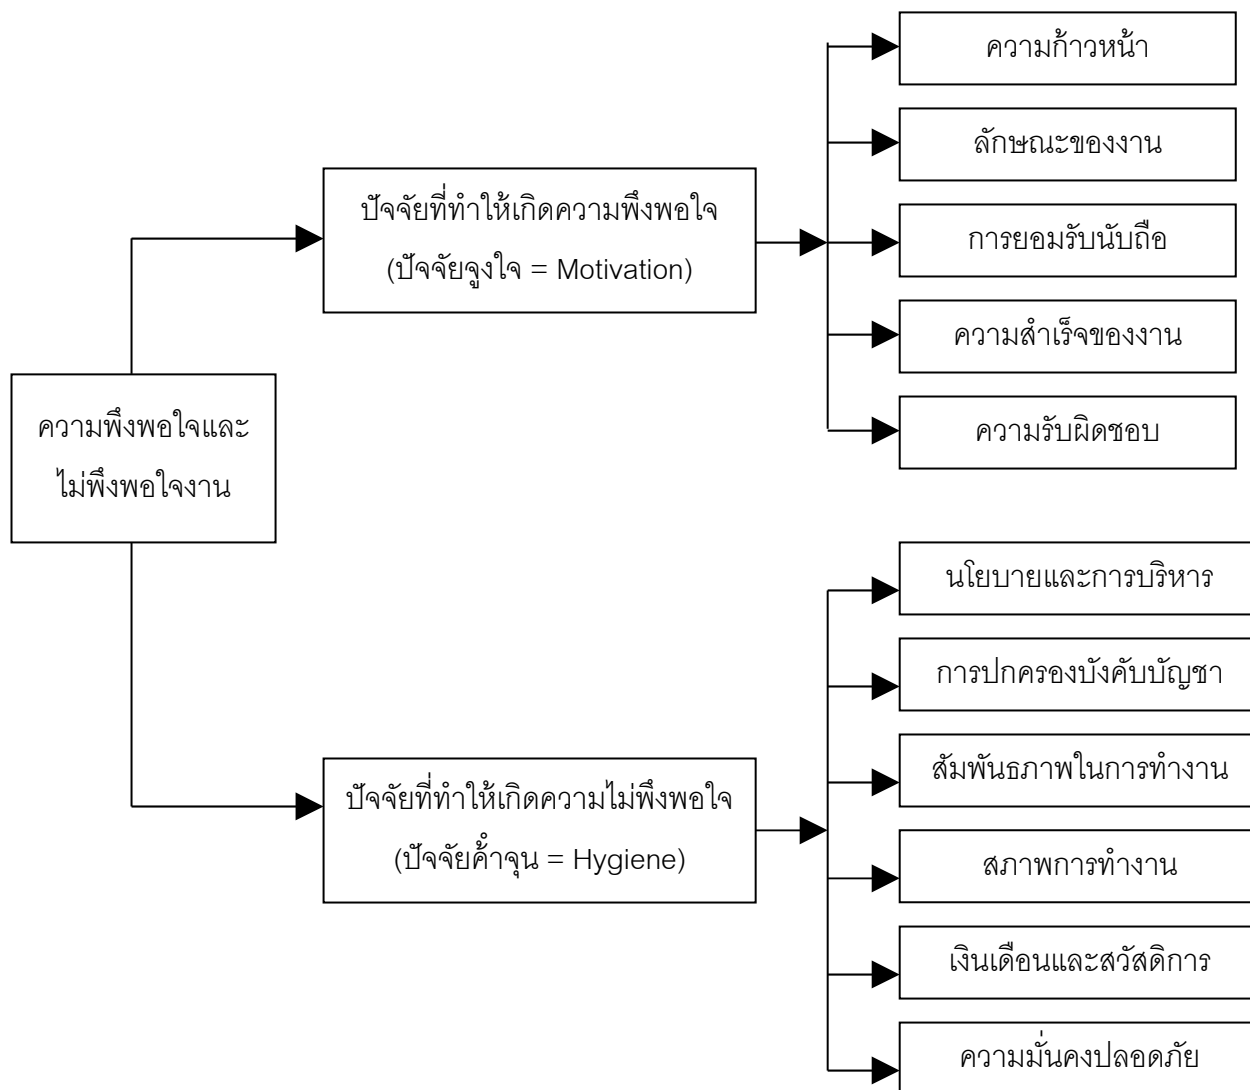 ความก้าวหน้า
ลักษณะของงาน
ปัจจัยที่ทำให้เกิดความพึงพอใจ
(ปัจจัยจูงใจ = Motivation)
การยอมรับนับถือ
ความสำเร็จของงาน
ความรับผิดชอบ
ความพึงพอใจและ
ไม่พึงพอใจงาน
นโยบายและการบริหาร
การปกครองบังคับบัญชา
สัมพันธภาพในการทำงาน
ปัจจัยที่ทำให้เกิดความไม่พึงพอใจ
(ปัจจัยค้ำจุน = Hygiene)
สภาพการทำงาน
เงินเดือนและสวัสดิการ
ความมั่นคงปลอดภัย